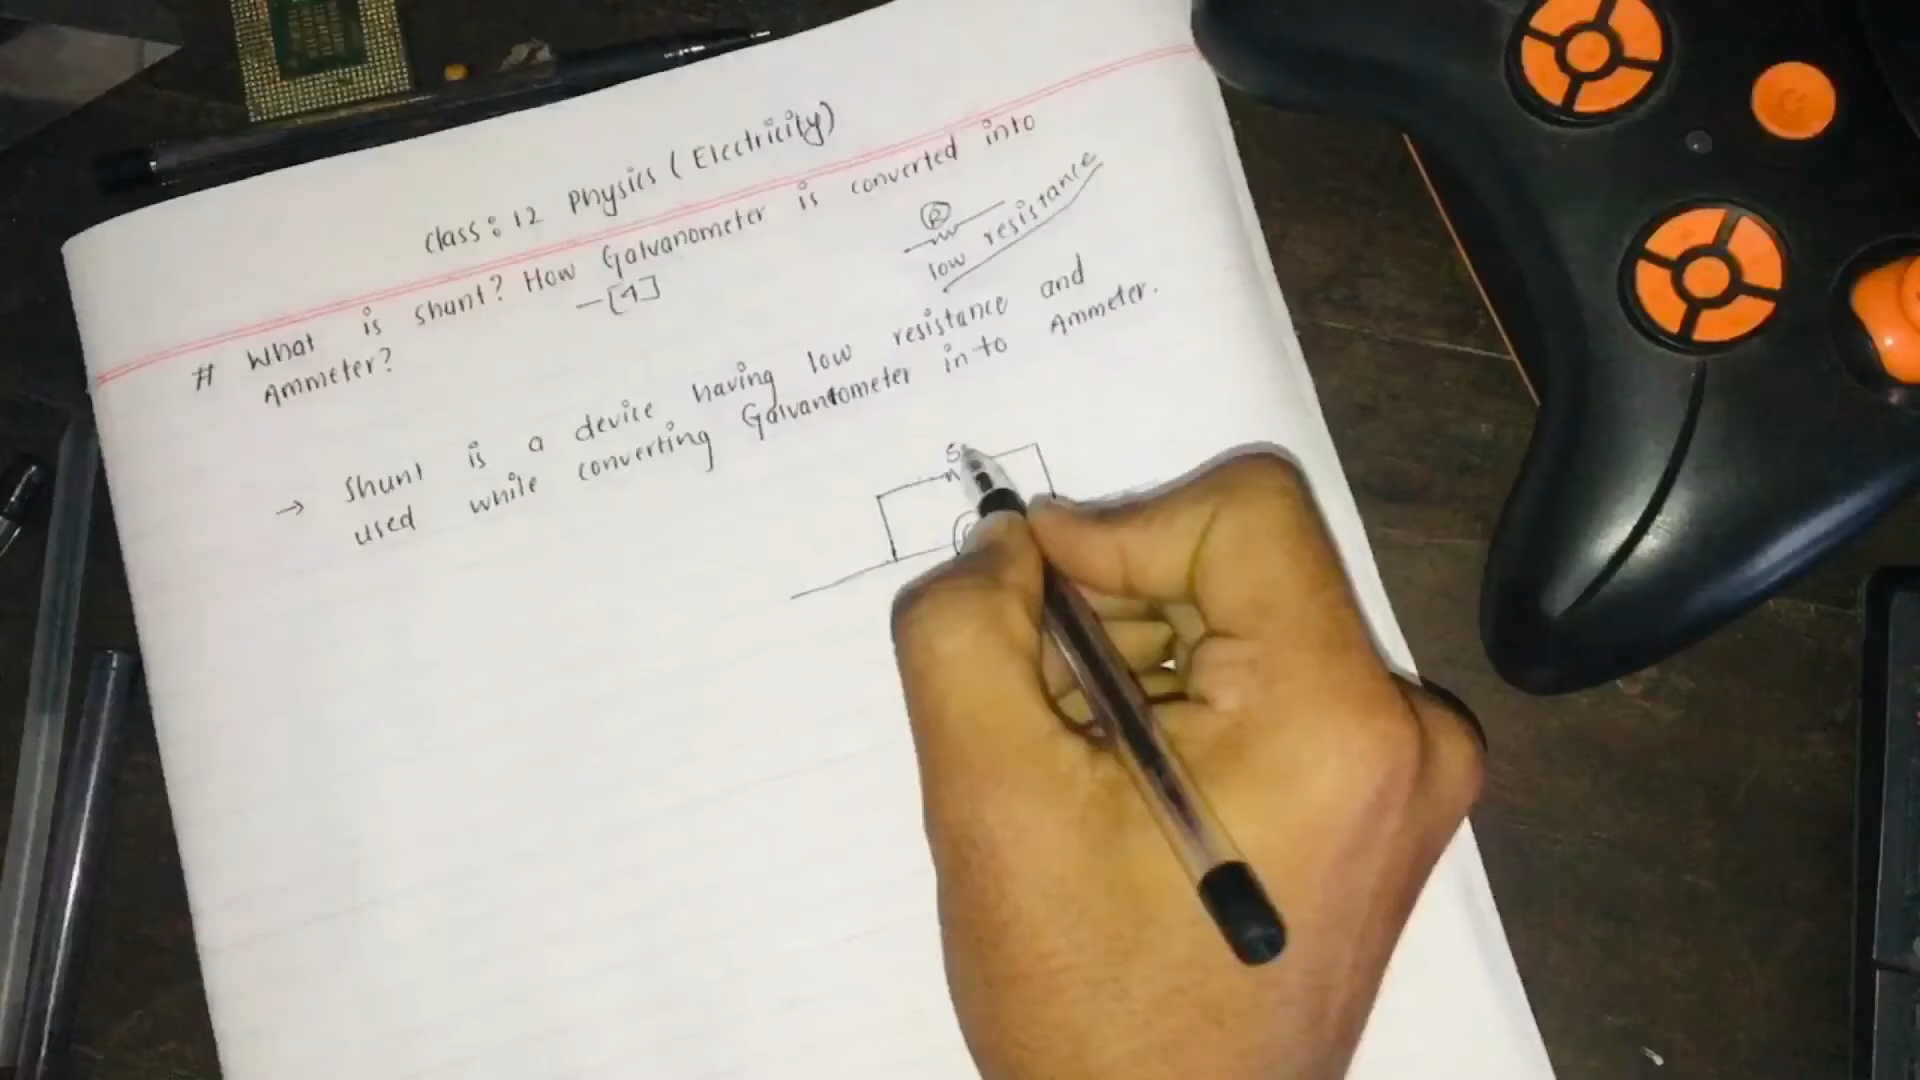 Class: 12 Physics (Electricity)
# What is shunt? How Galvanometer is converted into
Ammeter?
-[4]
R
low resistance
→ Shunt is a device having low resistance and
used while converting Galvantometer in to Ammeter.
S